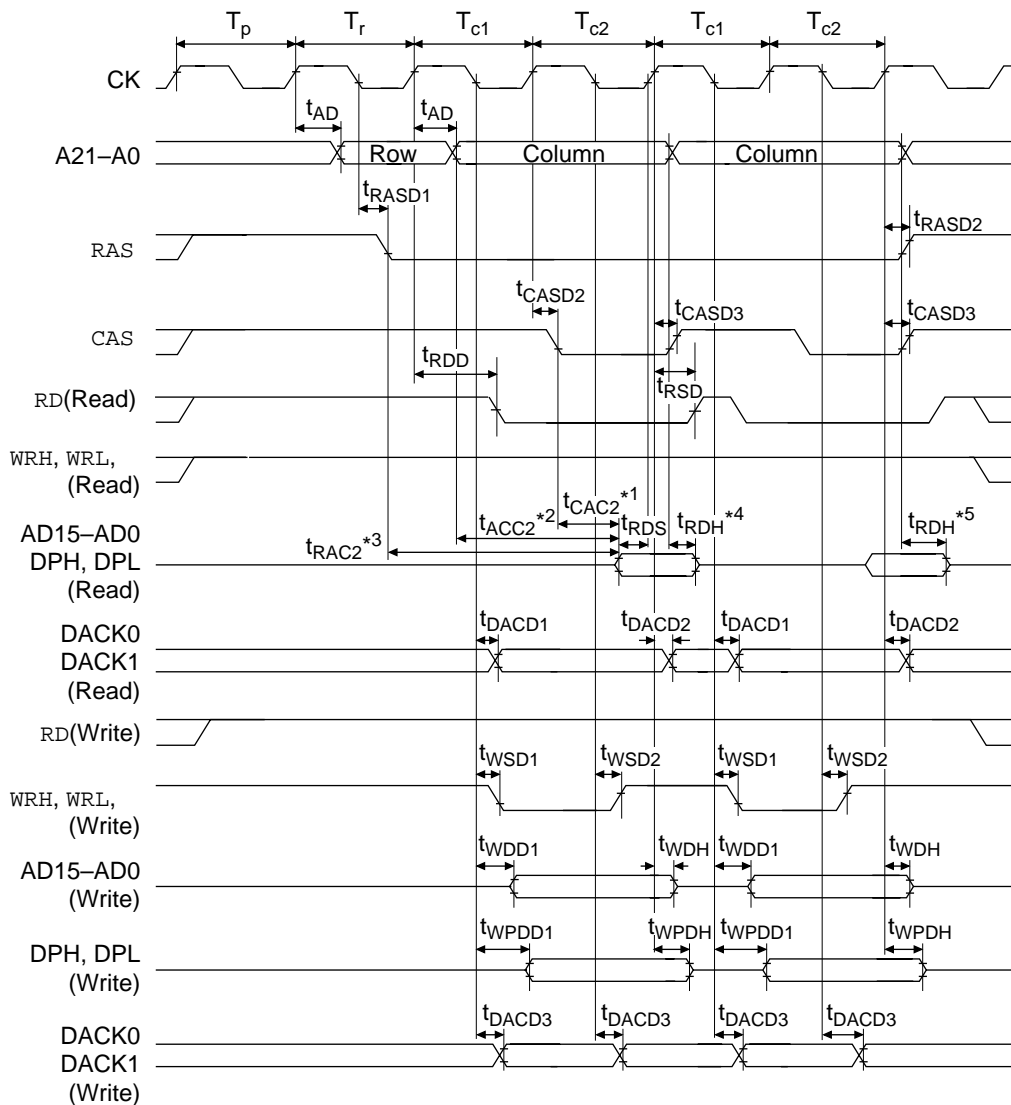 Tp Tr Tc1 Tc2 Tc1 Tc2
CK
tAD tAD
A21–A0 Row Column Column
tRASD1
tRASD2
RAS
tCASD2
tCASD3 tCASD3
CAS
tRDD
tRSD
RD(Read)
WRH, WRL,
(Read)
tCAC2*1
AD15–AD0
tACC2*2 tRDS tRDH*4 tRDH*5
DPH, DPL
tRAC2*3
(Read)
DACK0 tDACD1 tDACD2 tDACD1 tDACD2
DACK1
(Read)
RD(Write)
tWSD1 tWSD2 tWSD1 tWSD2
WRH, WRL,
(Write)
AD15–AD0 tWDD1 tWDH tWDD1 tWDH
(Write)
tWPDD1 tWPDH tWPDD1 tWPDH
DPH, DPL
(Write)
DACK0 tDACD3 tDACD3 tDACD3 tDACD3
DACK1
(Write)